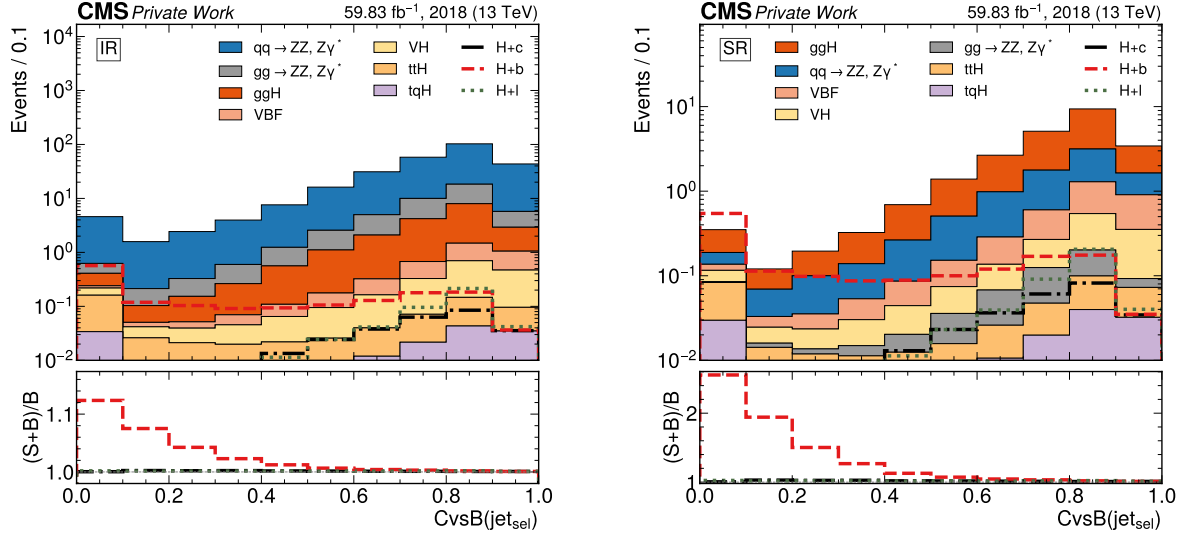 CMS Private Work 59.83 fb⁻¹, 2018 (13 TeV)
IR
qq → ZZ, Zγ*
gg → ZZ, Zγ*
ggH
VBF
VH
ttH
tqH
H+c
H+b
H+l
Events / 0.1
10⁴
10³
10²
10¹
10⁰
10⁻¹
10⁻²
(S+B)/B
1.1
1.0
0.0 0.2 0.4 0.6 0.8 1.0
CvsB(jet_sel)
CMS Private Work 59.83 fb⁻¹, 2018 (13 TeV)
SR
ggH
qq → ZZ, Zγ*
VBF
VH
gg → ZZ, Zγ*
ttH
tqH
H+c
H+b
H+l
Events / 0.1
10¹
10⁰
10⁻¹
10⁻²
(S+B)/B
2
1
0.0 0.2 0.4 0.6 0.8 1.0
CvsB(jet_sel)